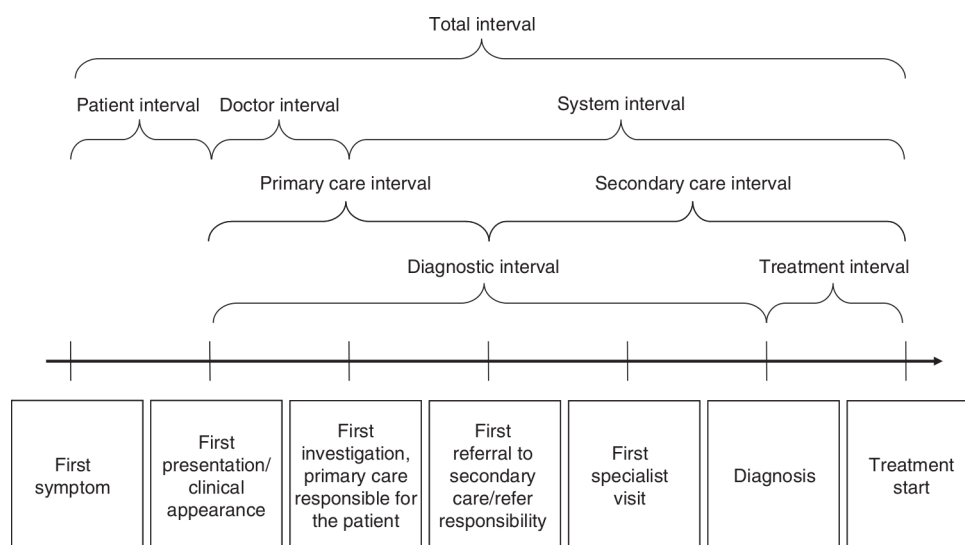 Total interval
Patient interval
Doctor interval
System interval
Primary care interval
Secondary care interval
Diagnostic interval
Treatment interval
First
symptom
First
presentation/
clinical
appearance
First
investigation,
primary care
responsible for
the patient
First
referral to
secondary
care/refer
responsibility
First
specialist
visit
Diagnosis
Treatment
start